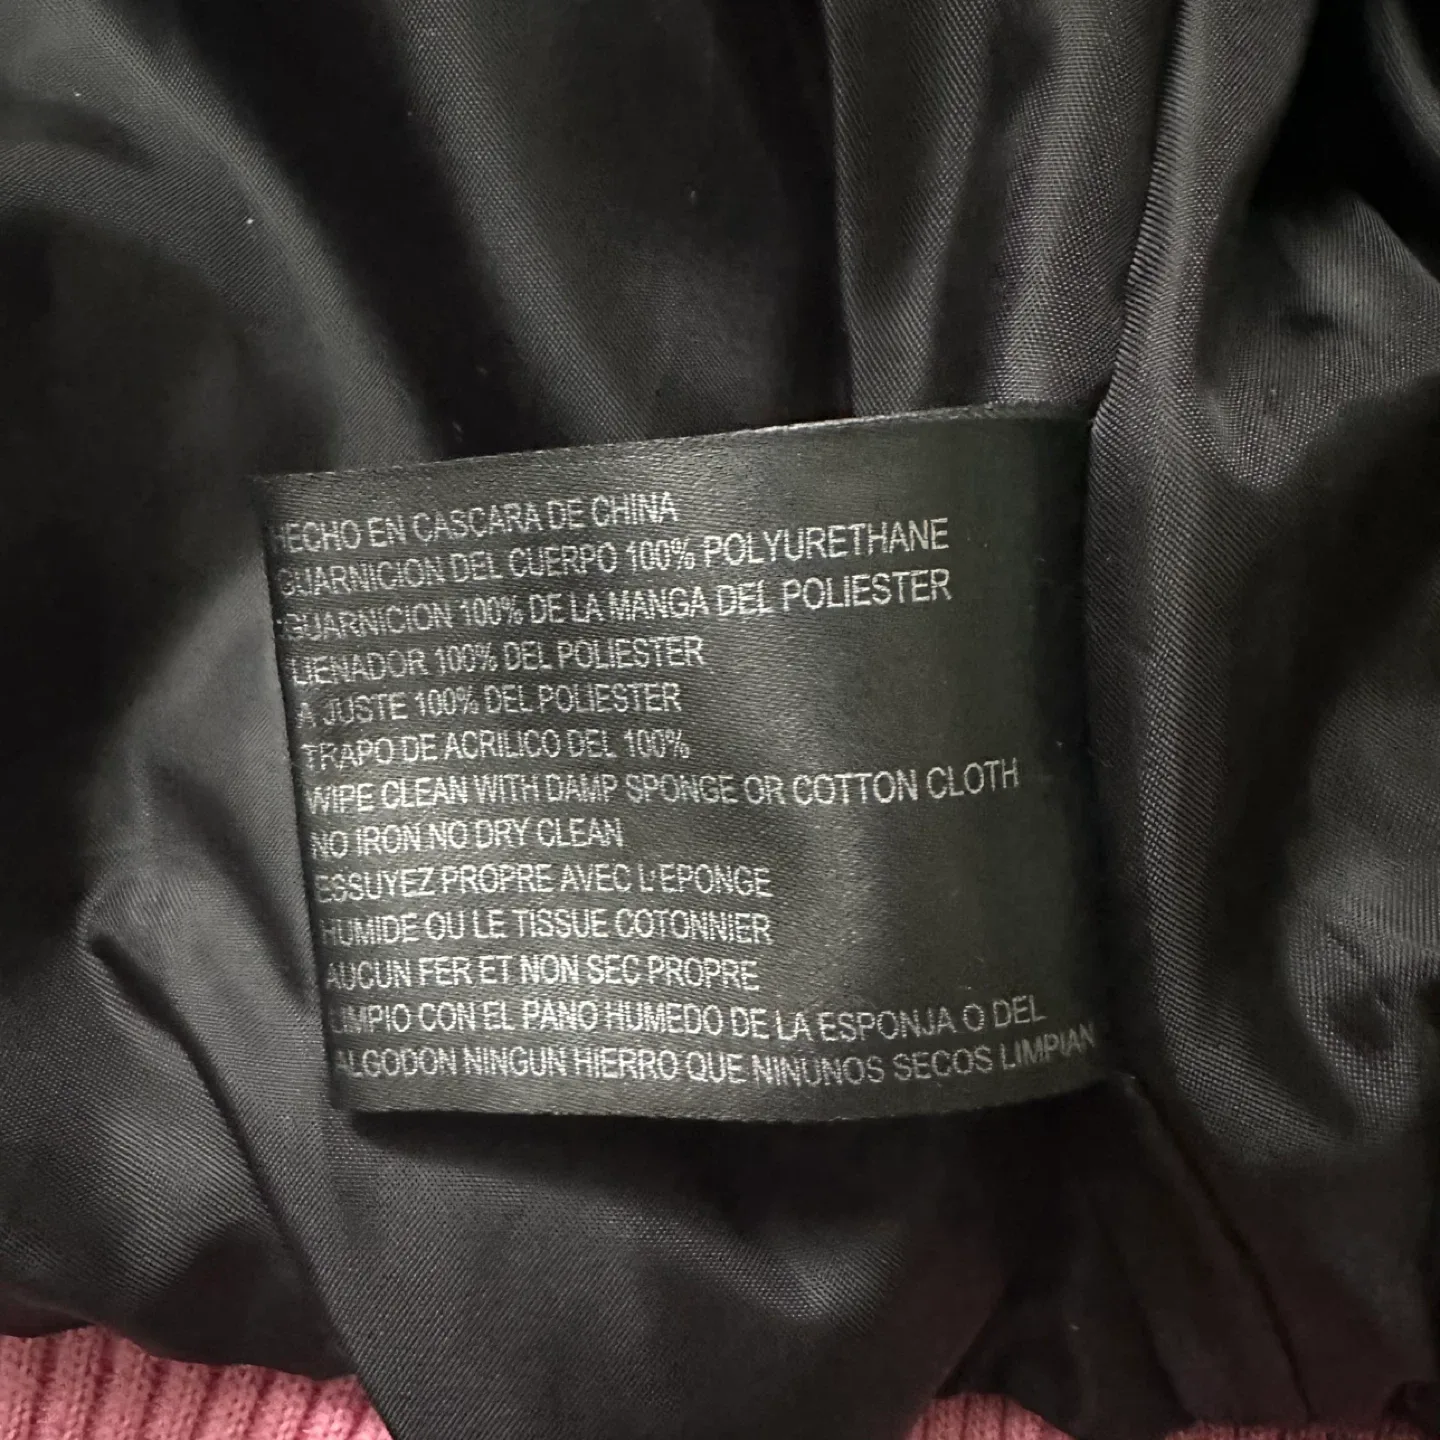 HECHO EN CASCARA DE CHINA
GUARNICION DEL CUERPO 100% POLYURETHANE
GUARNICION 100% DE LA MANGA DEL POLIESTER
LIENADOR 100% DEL POLIESTER
A JUSTE 100% DEL POLIESTER
TRAPO DE ACRILICO DEL 100%
WIPE CLEAN WITH DAMP SPONGE OR COTTON CLOTH
NO IRON.NO DRY CLEAN
ESSUYEZ PROPRE AVEC L'EPONGE
HUMIDE OU LE TISSUE COTONNIER
AUCUN FER ET NON SEC PROPRE
LIMPIO CON EL PANO HUMEDO DE LA ESPONJA O DEL
ALGODON NINGUN HIERRO QUE NINUNOS SECOS LIMPIAN